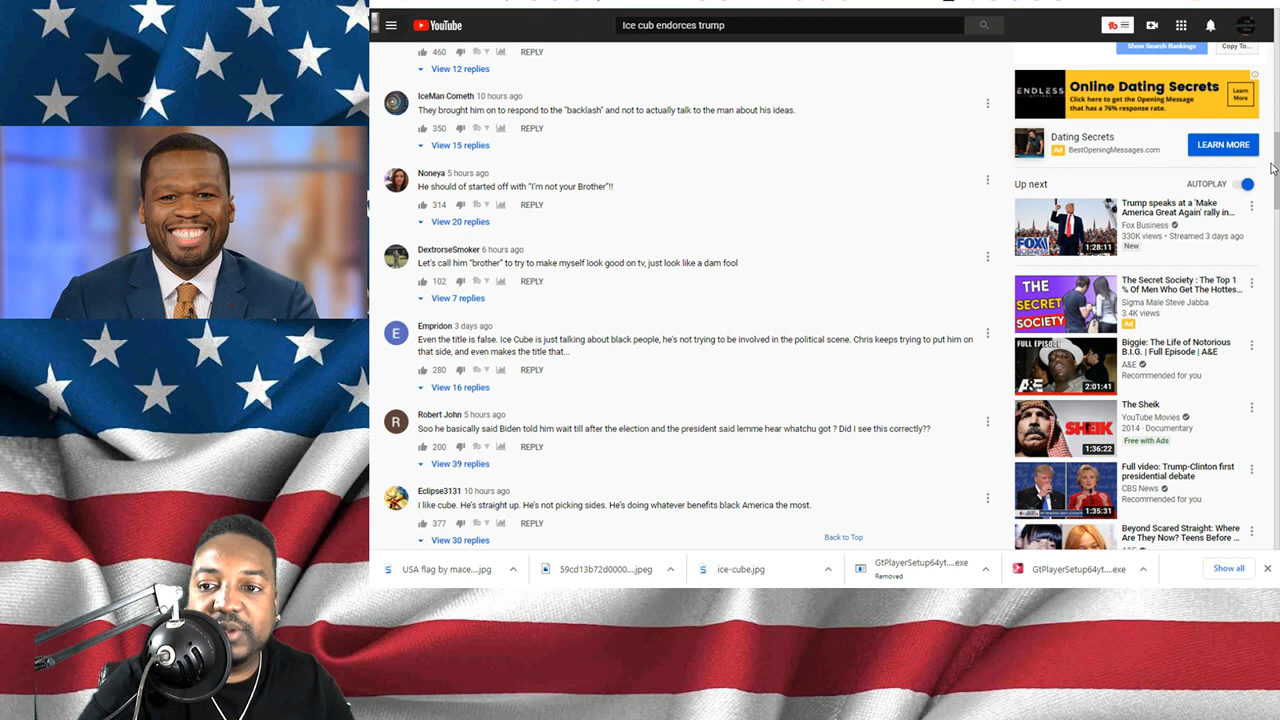 YouTube
Ice cub endorces trump
460
REPLY
View 12 replies
IceMan Cometh 10 hours ago
They brought him on to respond to the "backlash" and not to actually talk to the man about his ideas.
350
REPLY
View 15 replies
Noneya 5 hours ago
He should of started off with "I'm not your Brother"!!
314
REPLY
View 20 replies
DextrorseSmoker 6 hours ago
Let's call him "brother" to try to make myself look good on tv, just look like a dam fool
102
REPLY
View 7 replies
E
Empridon 3 days ago
Even the title is false. Ice Cube is just talking about black people, he's not trying to be involved in the political scene. Chris keeps trying to put him on
that side, and even makes the title that...
280
REPLY
View 16 replies
R
Robert John 5 hours ago
Soo he basically said Biden told him wait till after the election and the president said lemme hear whatchu got ? Did I see this correctly??
200
REPLY
View 39 replies
Eclipse3131 10 hours ago
I like cube. He's straight up. He's not picking sides. He's doing whatever benefits black America the most.
377
REPLY
View 30 replies
Back to Top
Show Search Rankings
Copy To...
ENDLESS
Online Dating Secrets
Click here to get the Opening Message
that has a 76% response rate.
Learn
More
Dating Secrets
Ad BestOpeningMessages.com
LEARN MORE
Up next
AUTOPLAY
FOX
1:28:11
Trump speaks at a 'Make
America Great Again' rally in...
Fox Business
330K views • Streamed 3 days ago
New
THE
SECRET
SOCIETY
The Secret Society : The Top 1
% Of Men Who Get The Hottes...
Sigma Male Steve Jabba
3.4K views
Ad
FULL EPISODE
A&E
2:01:41
Biggie: The Life of Notorious
B.I.G. | Full Episode | A&E
A&E
Recommended for you
SHEIK
1:36:22
The Sheik
YouTube Movies
2014 • Documentary
Free with Ads
1:35:31
Full video: Trump-Clinton first
presidential debate
CBS News
Recommended for you
Beyond Scared Straight: Where
Are They Now? Teens Before ...
USA flag by mace....jpg
59cd13b72d0000....jpeg
ice-cube.jpg
GtPlayerSetup64yt....exe
Removed
GtPlayerSetup64yt....exe
Show all